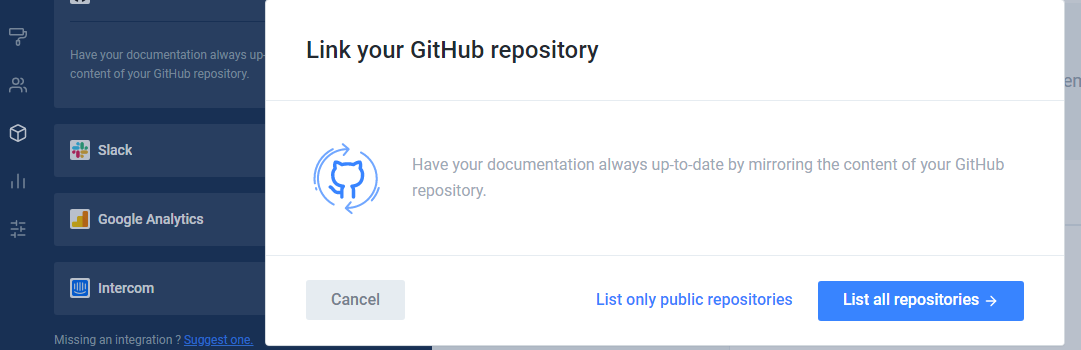 Link your GitHub repository
Have your documentation always up-to-date by mirroring the content of your GitHub
repository.
Cancel
List only public repositories
List all repositories →
Have your documentation always up-
content of your GitHub repository.
Slack
Google Analytics
Intercom
Missing an integration ? Suggest one.
en